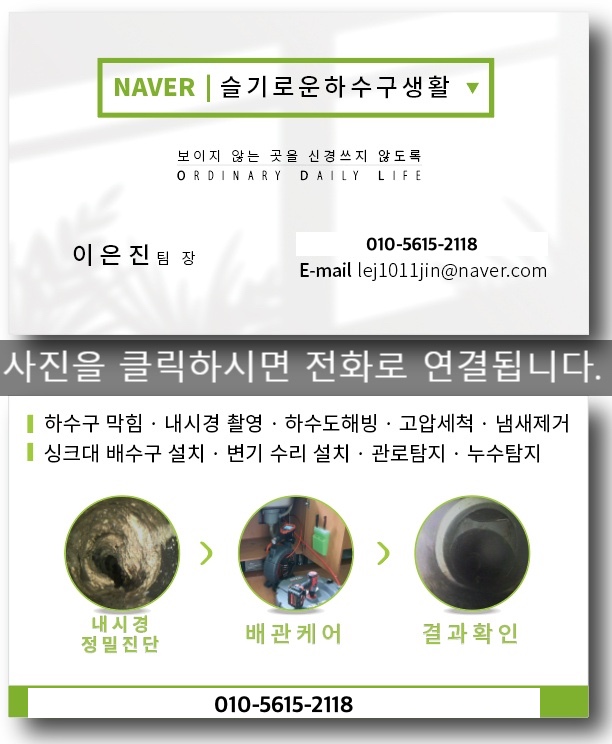 NAVER | 슬기로운하수구생활 ▼
보이지 않는 곳을 신경쓰지 않도록
ORDINARY DAILY LIFE
이은진 팀 장
010-5615-2118
E-mail lej1011jin@naver.com
사진을 클릭하시면 전화로 연결됩니다.
하수구 막힘 · 내시경 촬영 · 하수도해빙 · 고압세척 · 냄새제거
싱크대 배수구 설치 · 변기 수리 설치 · 관로탐지 · 누수탐지
내시경
정밀진단
배관케어
결과확인
010-5615-2118